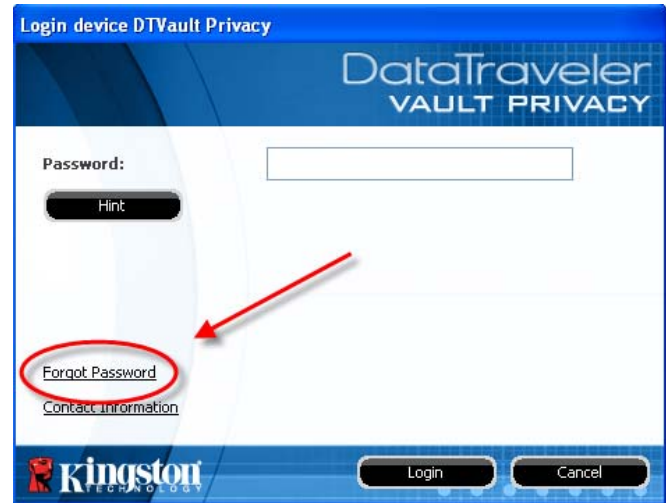 Login device DTVault Privacy
DataTraveler
VAULT PRIVACY
Password:
Hint
Forgot Password
Contact Information
Kingston
TECHNOLOGY
Login
Cancel